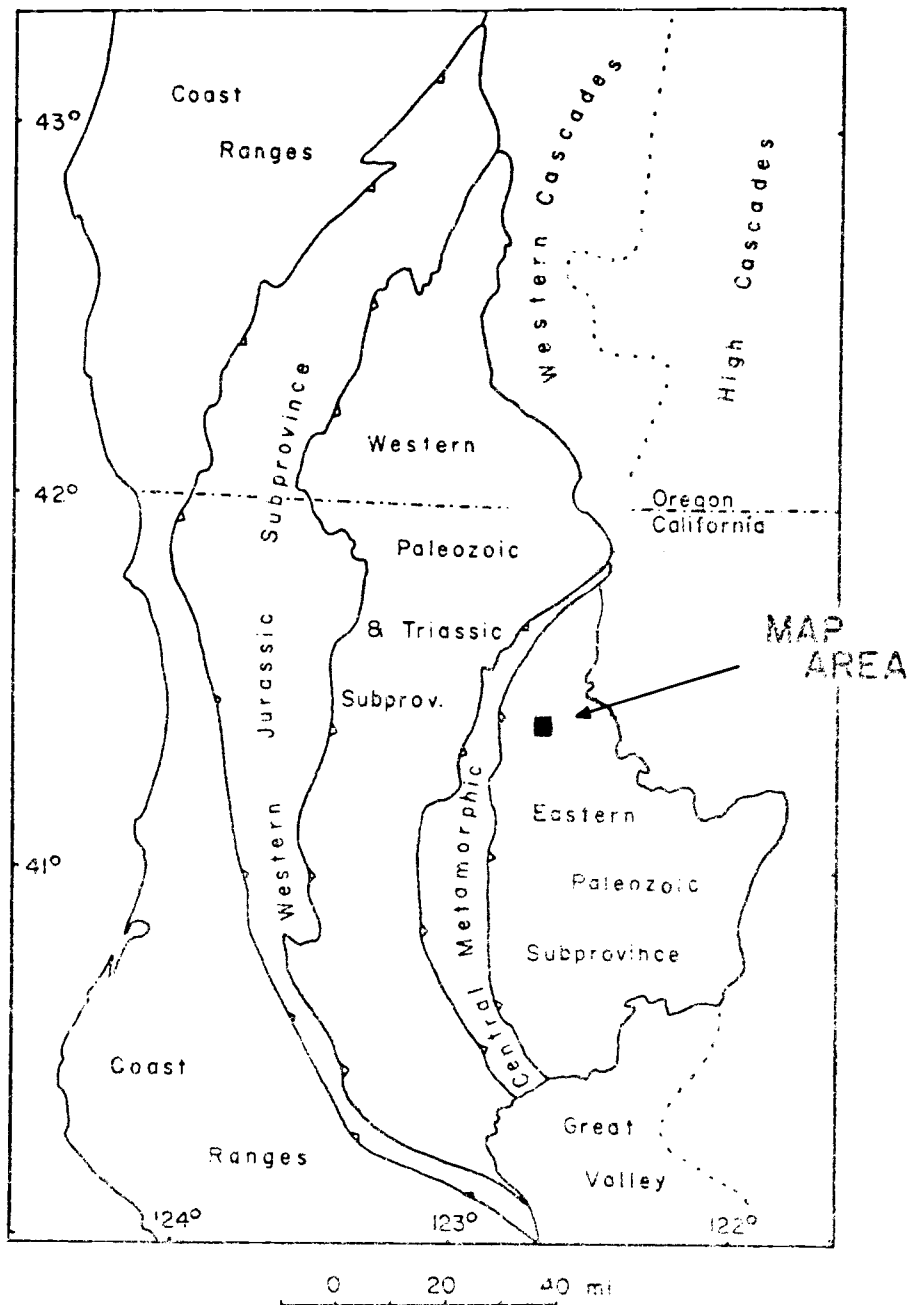 Coast
Ranges
43°
Western Cascades
High Cascades
Western Jurassic Subprovince
Western
Paleozoic
& Triassic
Subprov.
42°
Oregon
California
MAP
AREA
Central Metamorphic
Eastern
Paleozoic
Subprovince
41°
Coast
Ranges
Great
Valley
124°
123°
122°
0 20 40 mi